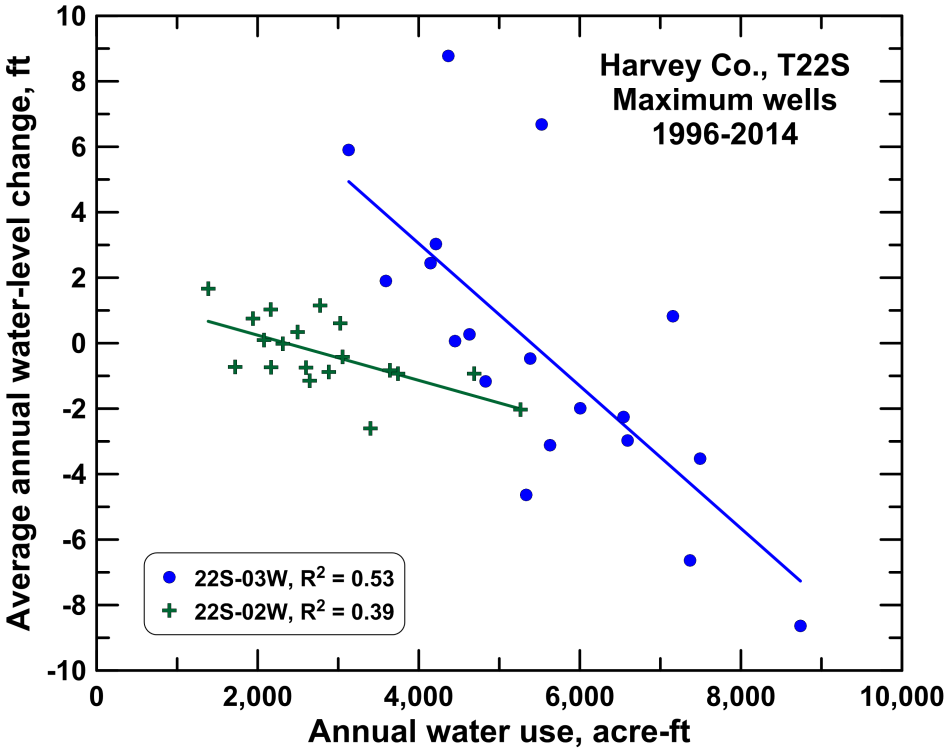 Harvey Co., T22S
Maximum wells
1996-2014
Average annual water-level change, ft
10
8
6
4
2
0
-2
-4
-6
-8
-10
22S-03W, R² = 0.53
22S-02W, R² = 0.39
0 2,000 4,000 6,000 8,000 10,000
Annual water use, acre-ft